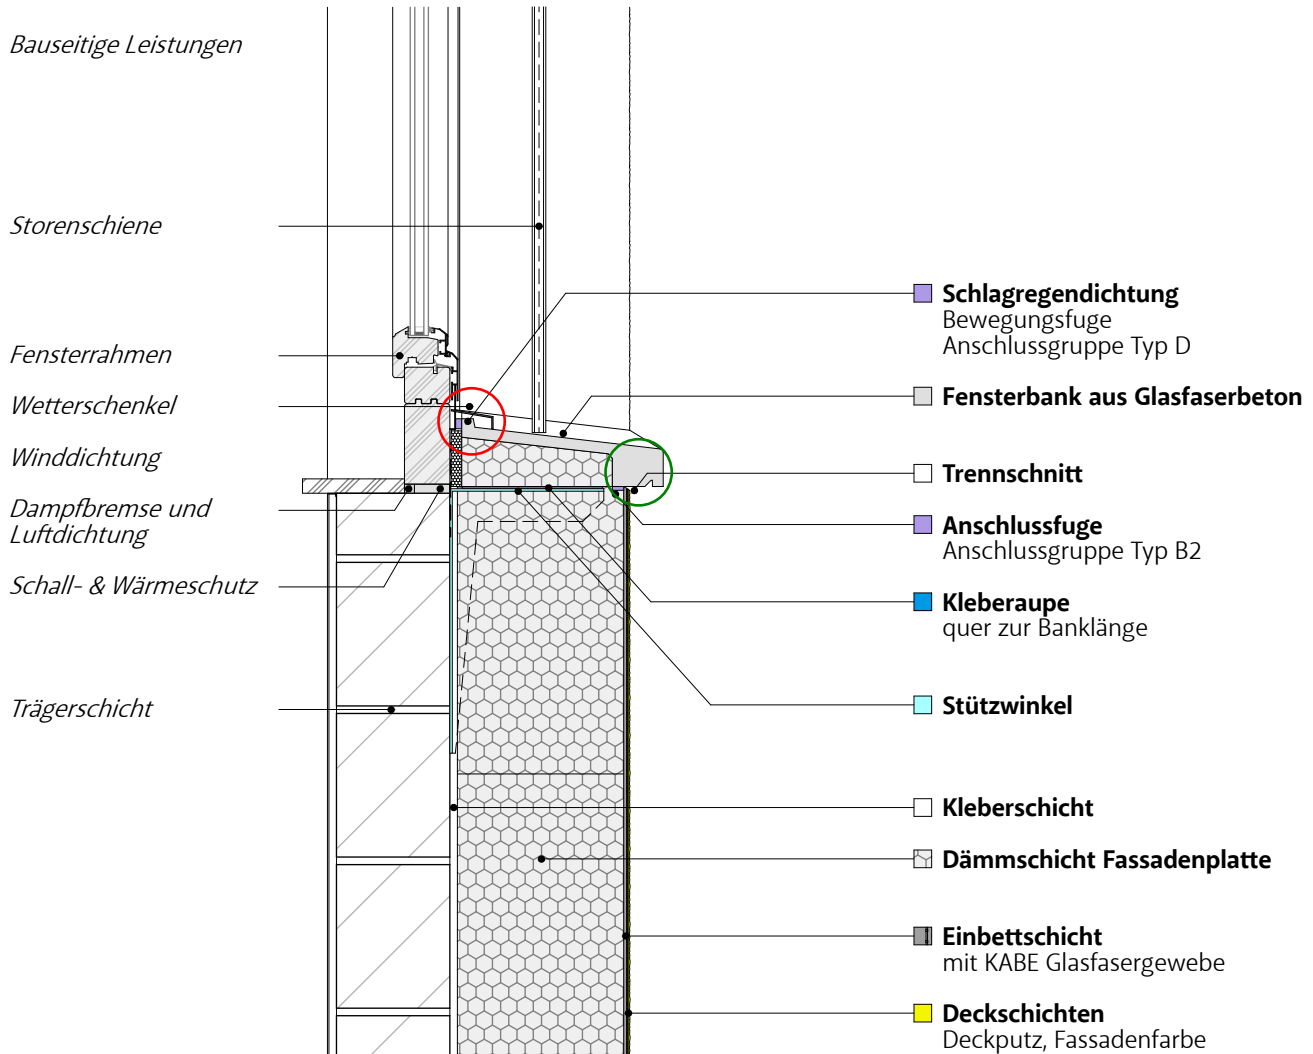 Bauseitige Leistungen
Storenschiene
Fensterrahmen
Wetterschenkel
Winddichtung
Dampfbremse und
Luftdichtung
Schall- & Wärmeschutz
Trägerschicht
Schlagregendichtung
Bewegungsfuge
Anschlussgruppe Typ D
Fensterbank aus Glasfaserbeton
Trennschnitt
Anschlussfuge
Anschlussgruppe Typ B2
Kleberaupe
quer zur Banklänge
Stützwinkel
Kleberschicht
Dämmschicht Fassadenplatte
Einbettschicht
mit KABE Glasfasergewebe
Deckschichten
Deckputz, Fassadenfarbe